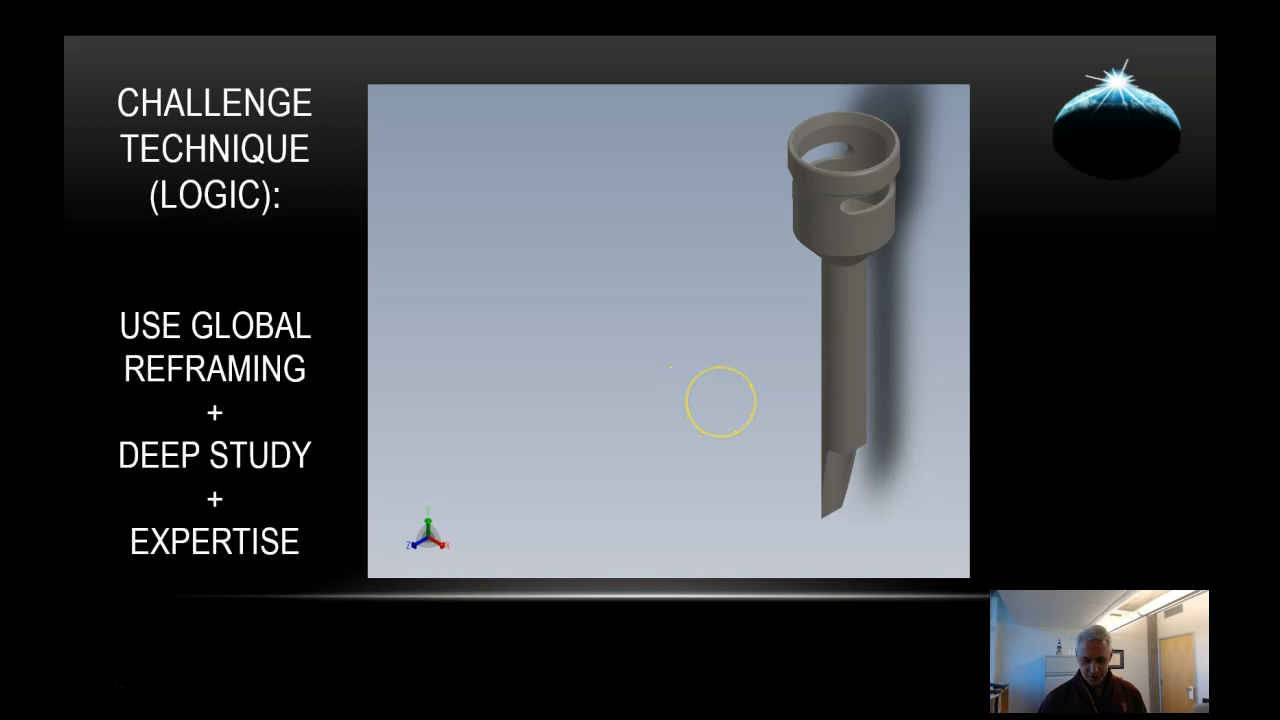 CHALLENGE
TECHNIQUE
(LOGIC):
USE GLOBAL
REFRAMING
+
DEEP STUDY
+
EXPERTISE
Y
Z
X